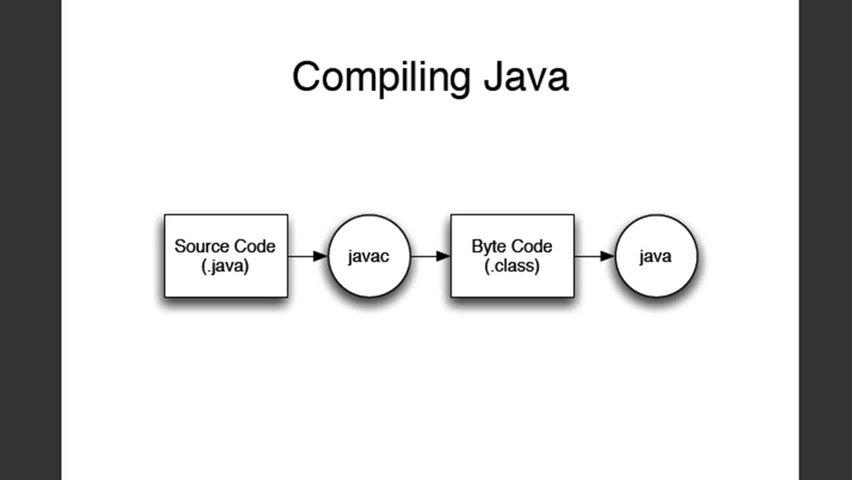 Compiling Java
Source Code
(.java)
javac
Byte Code
(.class)
java